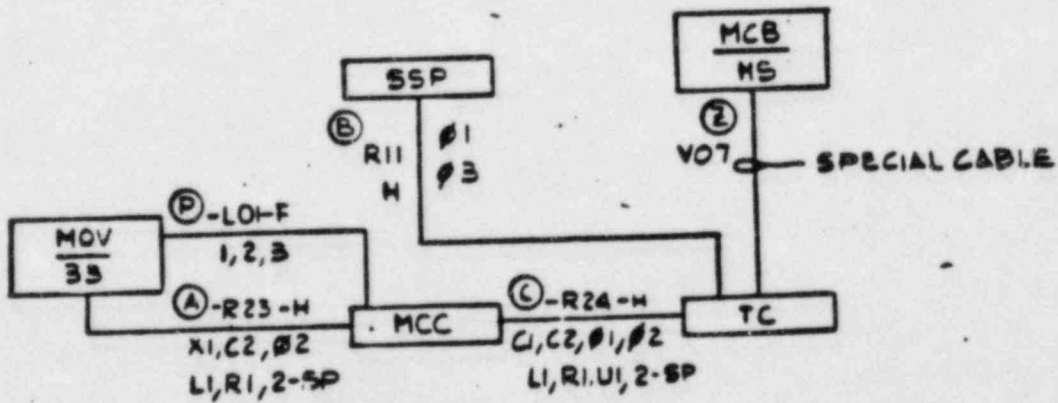 MCB
MS
SSP
Ⓑ
R11
H
Ø1
Ø3
Ⓩ
V07
SPECIAL CABLE
Ⓟ-L01-F
1,2,3
MOV
33
Ⓐ-R23-H
X1,C2,Ø2
L1,R1,2-SP
MCC
Ⓒ-R24-H
C1,C2,Ø1,Ø2
L1,R1.U1,2-SP
TC